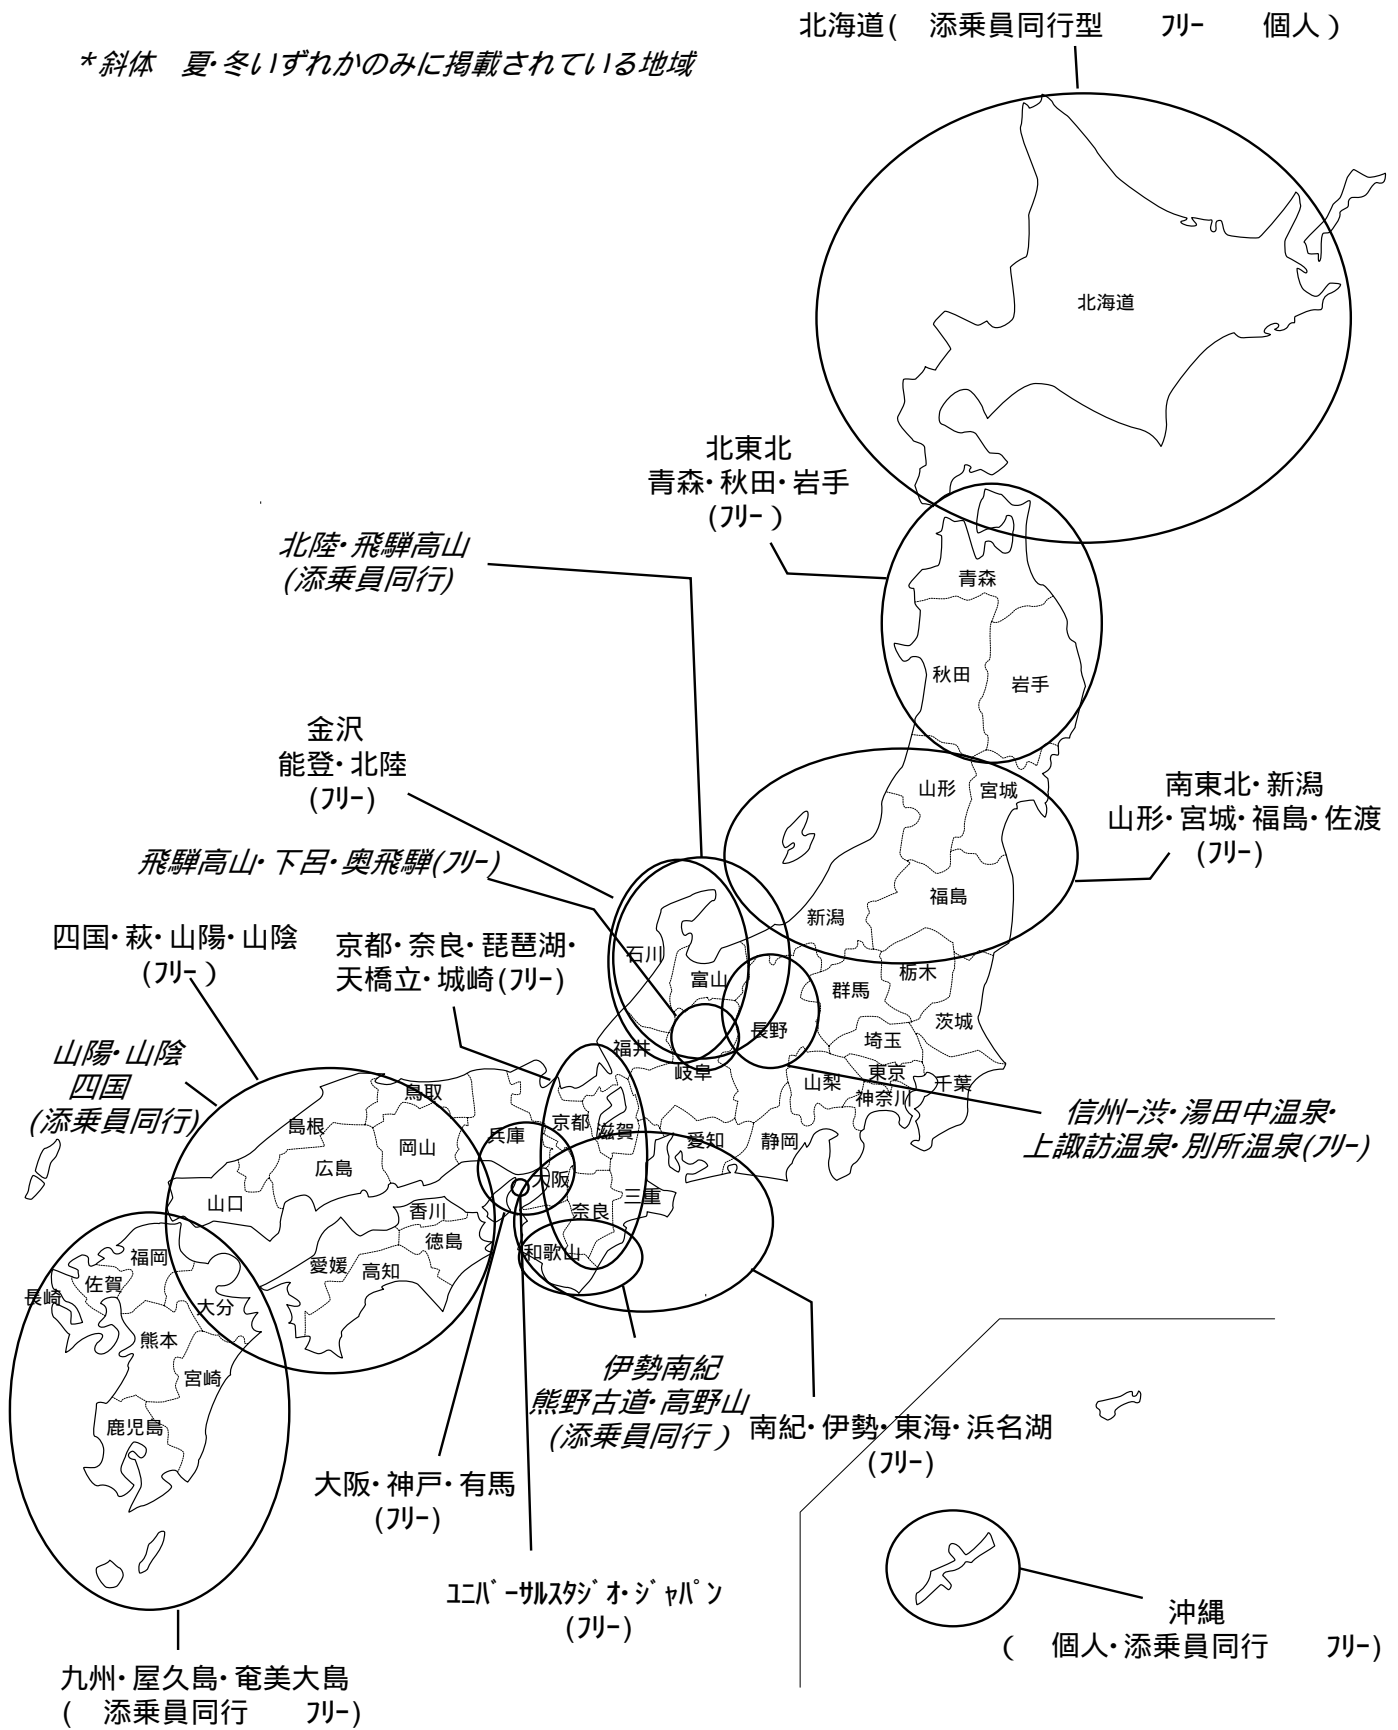 北海道(　添乗員同行型　　ﾌﾘｰ　　個人)
*斜体　夏･冬いずれかのみに掲載されている地域
北海道
北東北
青森･秋田･岩手
(ﾌﾘｰ)
北陸･飛騨高山
(添乗員同行)
青森
秋田
岩手
金沢
能登･北陸
(ﾌﾘｰ)
南東北･新潟
山形･宮城･福島･佐渡
(ﾌﾘｰ)
山形
宮城
飛騨高山･下呂･奥飛騨(ﾌﾘｰ)
福島
新潟
四国･萩･山陽･山陰
(ﾌﾘｰ)
京都･奈良･琵琶湖･
天橋立･城崎(ﾌﾘｰ)
石川
富山
群馬
栃木
茨城
長野
埼玉
福井
岐阜
山梨
東京
千葉
神奈川
山陽･山陰
四国
(添乗員同行)
信州-渋･湯田中温泉･
上諏訪温泉･別所温泉(ﾌﾘｰ)
鳥取
島根
岡山
兵庫
京都
滋賀
愛知
静岡
広島
山口
大阪
三重
奈良
香川
徳島
和歌山
愛媛
高知
福岡
佐賀
長崎
大分
熊本
宮崎
鹿児島
伊勢南紀
熊野古道･高野山
(添乗員同行)
南紀･伊勢･東海･浜名湖
(ﾌﾘｰ)
大阪･神戸･有馬
(ﾌﾘｰ)
ﾕﾆﾊﾞｰｻﾙｽﾀｼﾞｵ･ｼﾞｬﾊﾟﾝ
(ﾌﾘｰ)
沖縄
(　個人･添乗員同行　　ﾌﾘｰ)
九州･屋久島･奄美大島
(　添乗員同行　　ﾌﾘｰ)